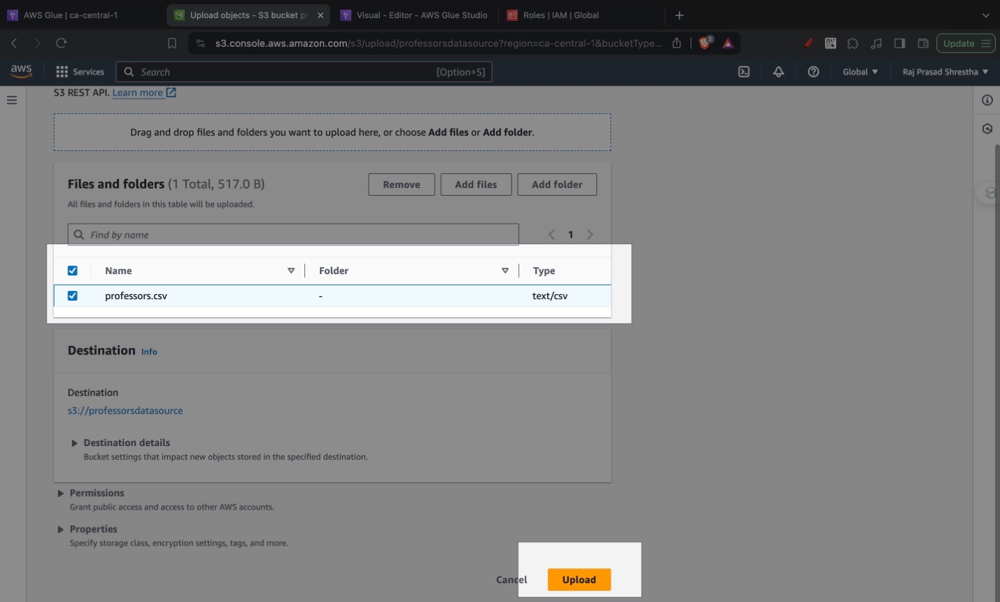 AWS Glue | ca-central-1
Upload objects - S3 bucket pr
Visual - Editor - AWS Glue Studio
Roles | IAM | Global
s3.console.aws.amazon.com/s3/upload/professorsdatasource?region=ca-central-1&bucketType...
3
Update
aws
Services
Search
[Option+S]
Global
Raj Prasad Shrestha
S3 REST API. Learn more
Drag and drop files and folders you want to upload here, or choose Add files or Add folder.
Files and folders (1 Total, 517.0 B)
Remove
Add files
Add folder
All files and folders in this table will be uploaded.
Find by name
1
Name
Folder
Type
professors.csv
-
text/csv
Destination Info
Destination
s3://professorsdatasource
Destination details
Bucket settings that impact new objects stored in the specified destination.
Permissions
Grant public access and access to other AWS accounts.
Properties
Specify storage class, encryption settings, tags, and more.
Cancel
Upload